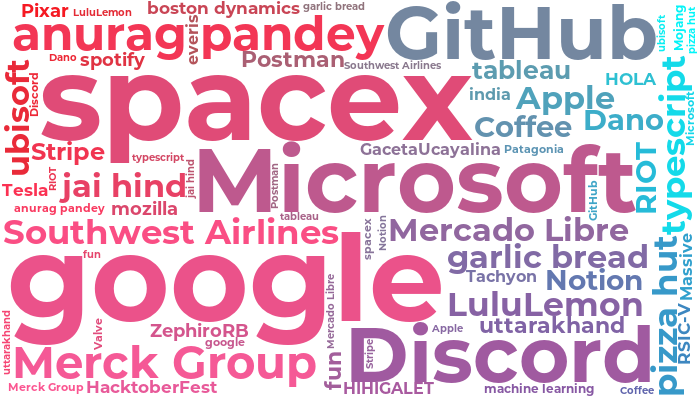 Pixar
LuluLemon
boston dynamics
garlic bread
anurag pandey
everis
GitHub
ubisoft
Mojang
pizza hut
Dano
spotify
Postman
Southwest Airlines
tableau
HOLA
ubisoft
Discord
spacex
india
Apple
Coffee
Dano
typescript
Microsoft
Stripe
typescript
GacetaUcayalina
Patagonia
RIOT
Tesla
RIOT
jai hind
jai hind
Microsoft
Postman
GitHub
anurag pandey
mozilla
tableau
Southwest Airlines
spacex
Notion
Mercado Libre
fun
google
garlic bread
Tachyon
Notion
pizza hut
Massive
LuluLemon
uttarakhand
Valve
ZephiroRB
google
Mercado Libre
Apple
uttarakhand
RSIC-V
Merck Group
fun
Stripe
Discord
Merck Group
HacktoberFest
HIHIGALET
machine learning
Coffee